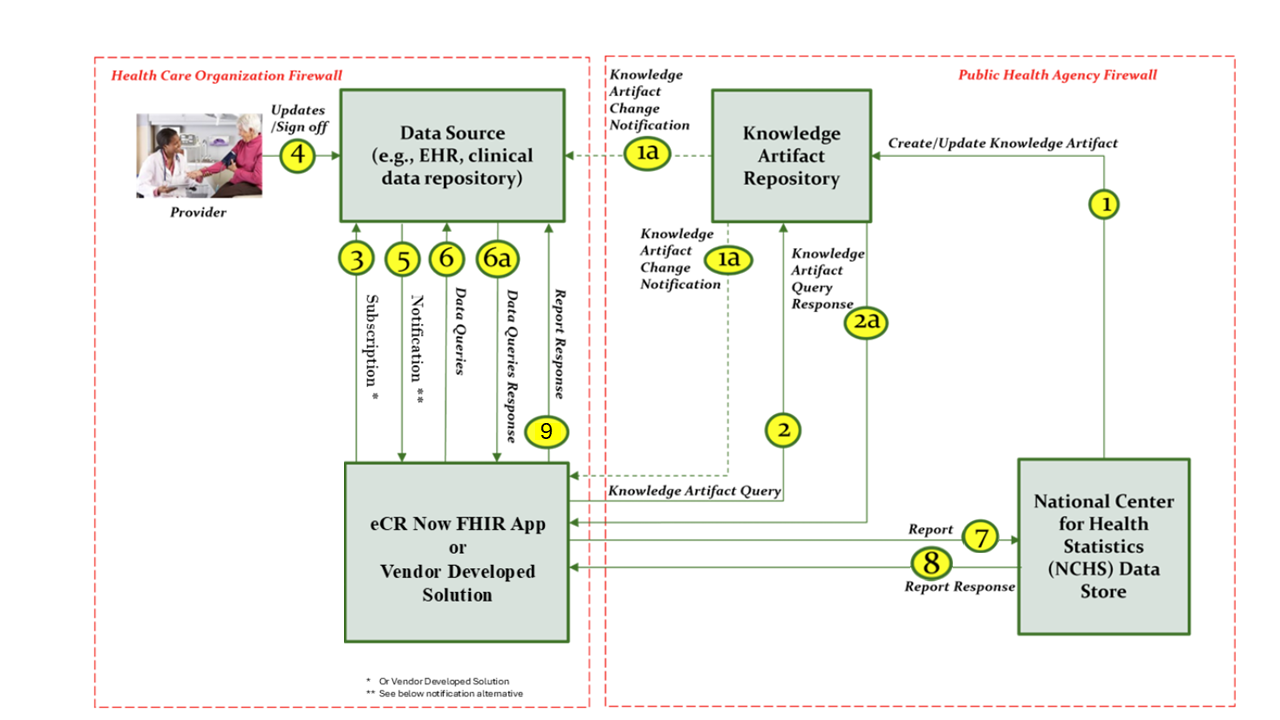 Health Care Organization Firewall
Public Health Agency Firewall
Updates
/Sign off
4
Provider
Data Source
(e.g., EHR, clinical
data repository)
Knowledge
Artifact
Change
Notification
1a
Knowledge
Artifact
Repository
Create/Update Knowledge Artifact
1
3
Subscription *
5
Notification **
6
Data Queries
6a
Data Queries Response
Report Response
9
Knowledge
Artifact
Change
Notification
1a
Knowledge
Artifact
Query
Response
2a
2
Knowledge Artifact Query
eCR Now FHIR App
or
Vendor Developed
Solution
Report
7
8
Report Response
National Center
for Health
Statistics
(NCHS) Data
Store
* Or Vendor Developed Solution
** See below notification alternative